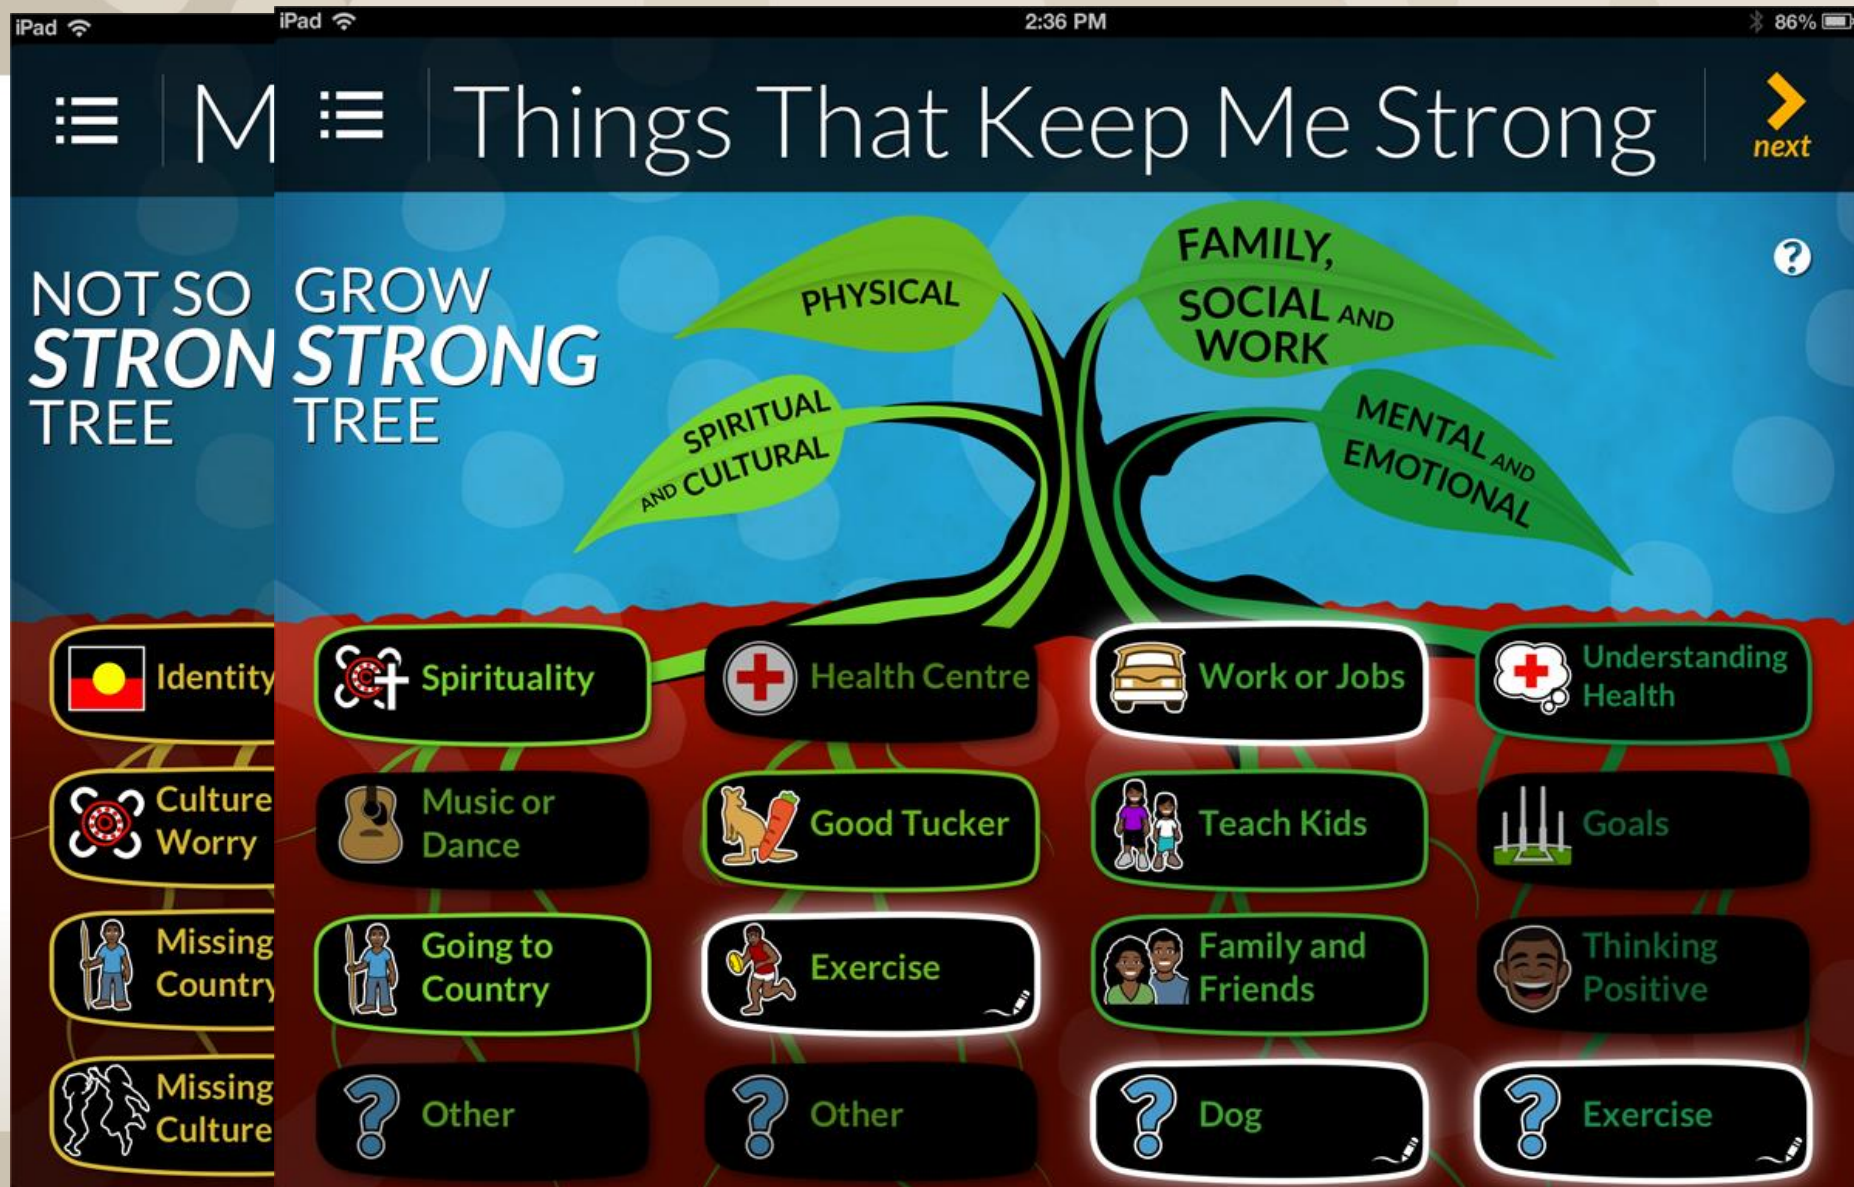 iPad
M
NOT SO
STRON
TREE
Identity
Culture
Worry
Missing
Country
Missing
Culture
iPad
2:36 PM
86%
Things That Keep Me Strong
next
GROW
STRONG
TREE
PHYSICAL
FAMILY,
SOCIAL AND
WORK
SPIRITUAL
AND CULTURAL
MENTAL AND
EMOTIONAL
?
Spirituality
Health Centre
Work or Jobs
Understanding
Health
Music or
Dance
Good Tucker
Teach Kids
Goals
Going to
Country
Exercise
Family and
Friends
Thinking
Positive
? Other
? Other
? Dog
? Exercise